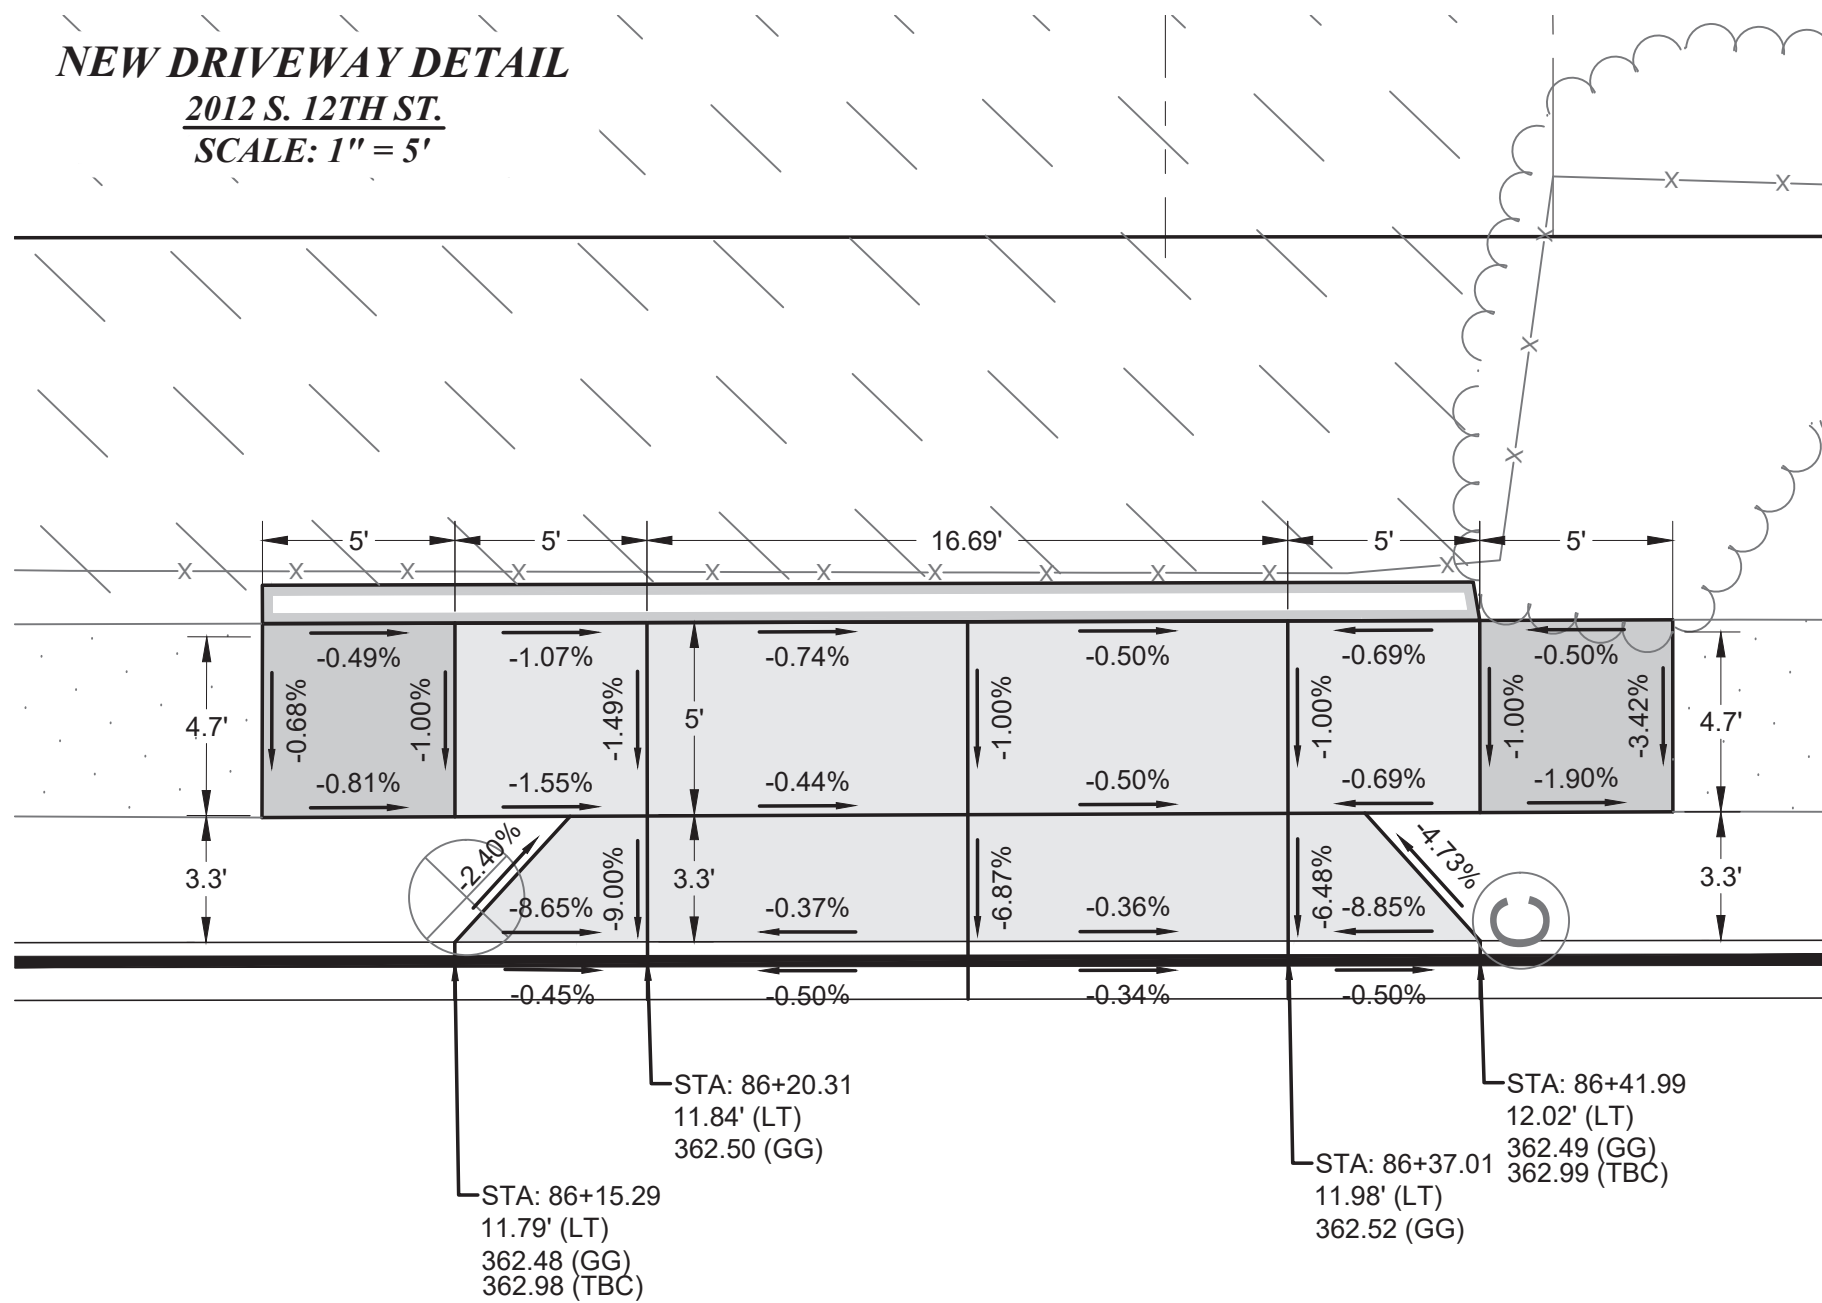 NEW DRIVEWAY DETAIL
2012 S. 12TH ST.
SCALE: 1" = 5'
X X
X
X
X
5' 5' 16.69' 5' 5'
X X X X X X X X X X X X
-0.49% -1.07% -0.74% -0.50% -0.69% -0.50%
4.7' -0.68% -1.00% -1.49% 5' -1.00% -1.00% -1.00% -3.42% 4.7'
-0.81% -1.55% -0.44% -0.50% -0.69% -1.90%
-2.40% -4.73%
3.3' -9.00% 3.3' -6.87% -6.48% 3.3'
-8.65% -0.37% -0.36% -8.85% C
-0.45% -0.50% -0.34% -0.50%
STA: 86+20.31
11.84' (LT)
362.50 (GG)
STA: 86+41.99
12.02' (LT)
362.49 (GG)
362.99 (TBC)
STA: 86+37.01
11.98' (LT)
362.52 (GG)
STA: 86+15.29
11.79' (LT)
362.48 (GG)
362.98 (TBC)